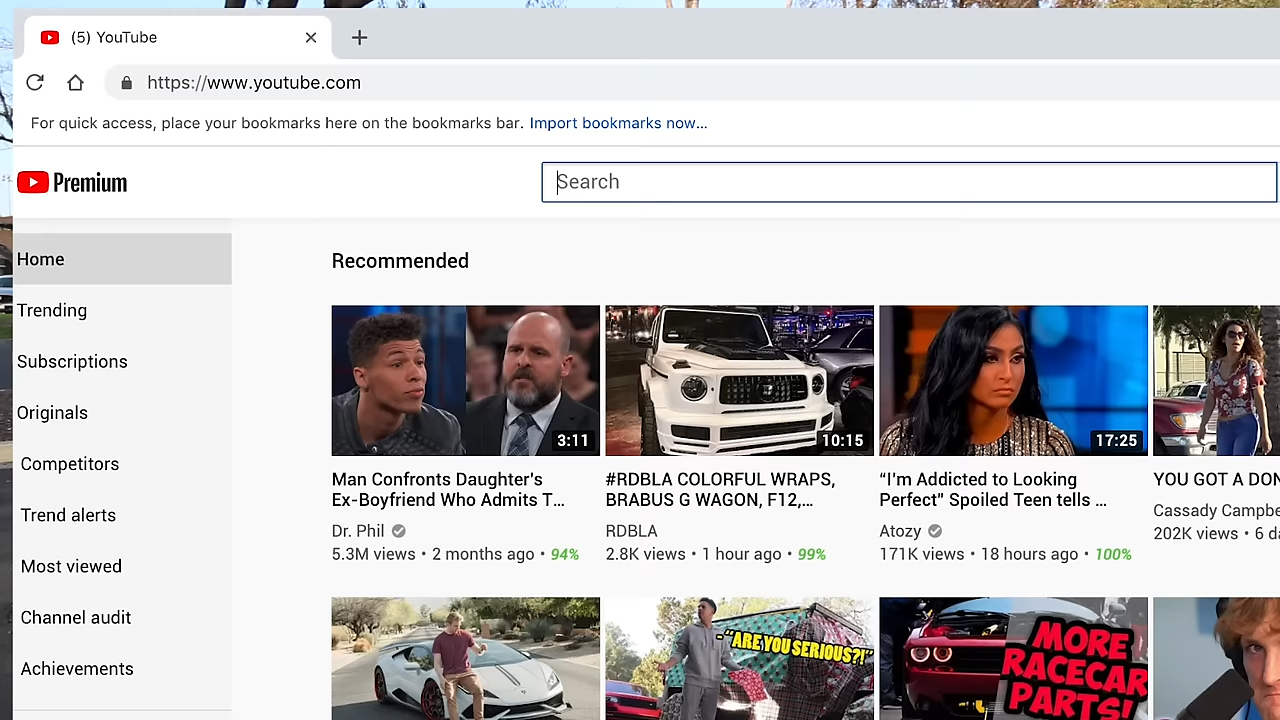 (5) YouTube
https://www.youtube.com
For quick access, place your bookmarks here on the bookmarks bar. Import bookmarks now...
Premium
Search
Home
Trending
Subscriptions
Originals
Competitors
Trend alerts
Most viewed
Channel audit
Achievements
Recommended
3:11
Man Confronts Daughter's
Ex-Boyfriend Who Admits T...
Dr. Phil
5.3M views • 2 months ago • 94%
10:15
#RDBLA COLORFUL WRAPS,
BRABUS G WAGON, F12,...
RDBLA
2.8K views • 1 hour ago • 99%
17:25
“I'm Addicted to Looking
Perfect” Spoiled Teen tells ...
Atozy
171K views • 18 hours ago • 100%
YOU GOT A DON
Cassady Campbe
202K views • 6 da
-"ARE YOU SERIOUS?!"
MORE
RACECAR
PARTS!